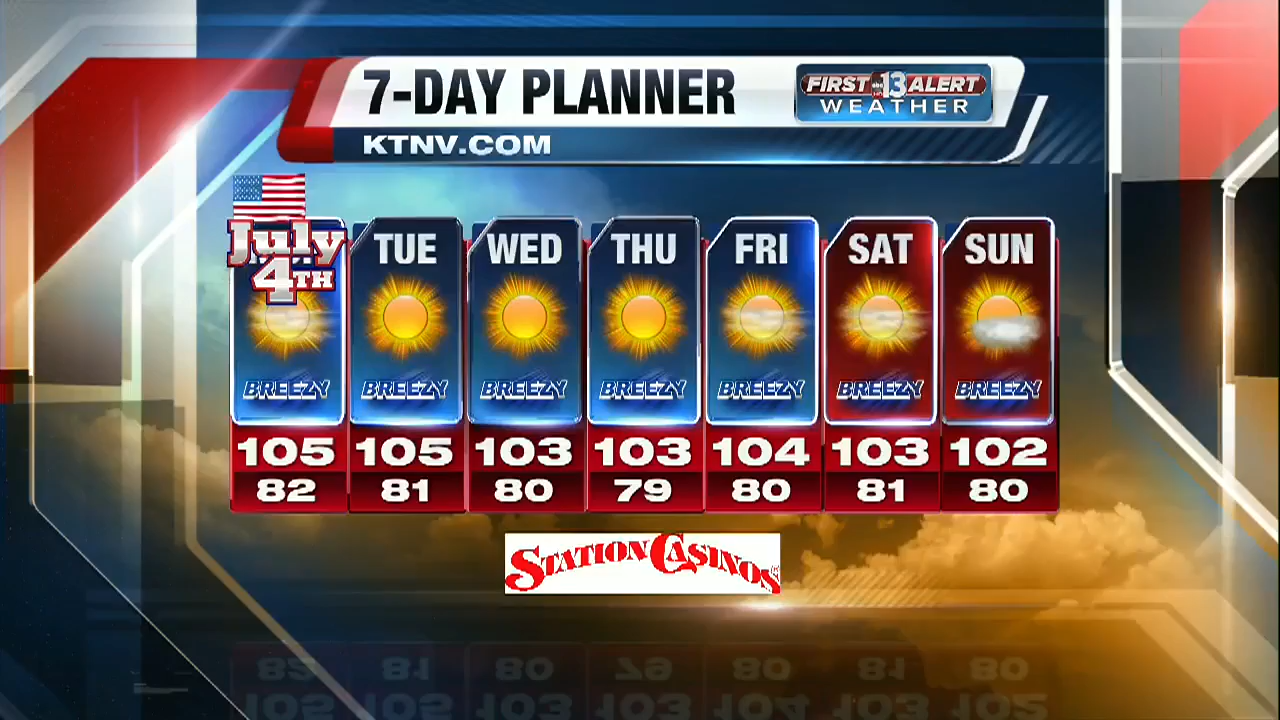 7-DAY PLANNER
FIRST abc 13 ALERT
WEATHER
KTNV.COM
July
4TH
TUE WED THU FRI SAT SUN
BREEZY BREEZY BREEZY BREEZY BREEZY BREEZY BREEZY
105 105 103 103 104 103 102
82 81 80 79 80 81 80
STATION CASINOS